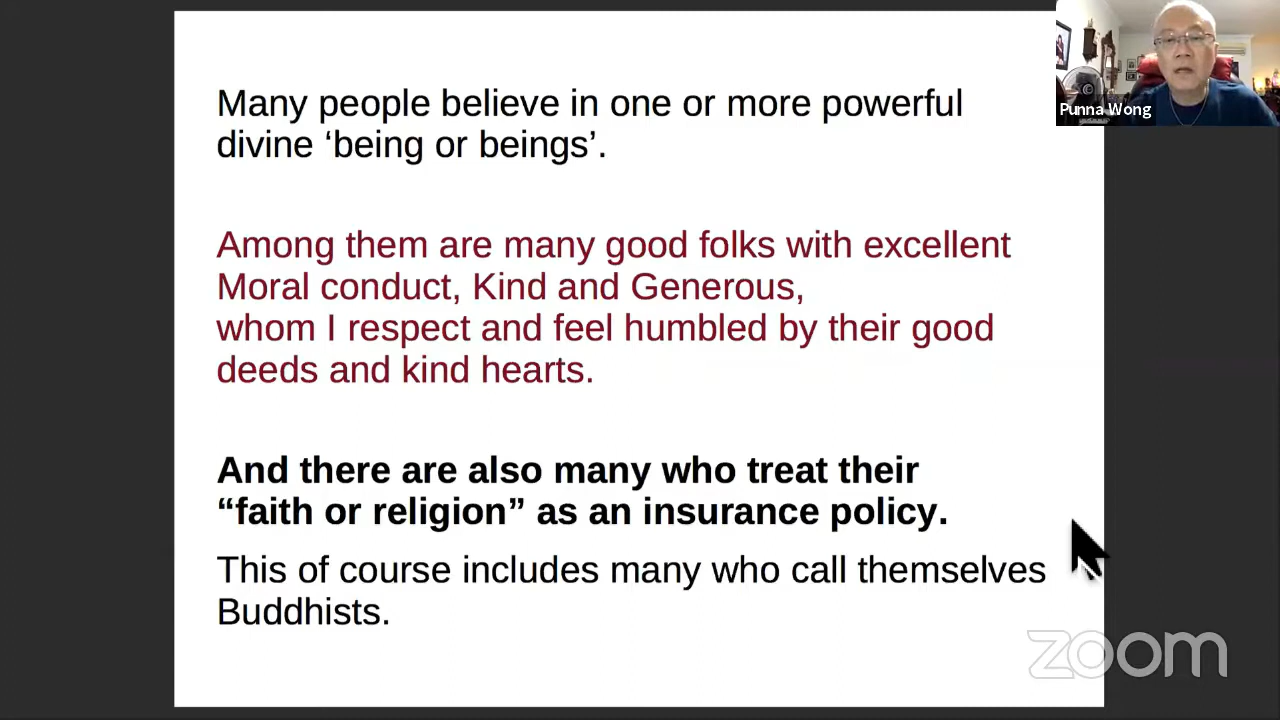 Many people believe in one or more powerful
divine ‘being or beings’.
Among them are many good folks with excellent
Moral conduct, Kind and Generous,
whom I respect and feel humbled by their good
deeds and kind hearts.
And there are also many who treat their
“faith or religion” as an insurance policy.
This of course includes many who call themselves
Buddhists.
Punna Wong
zoom